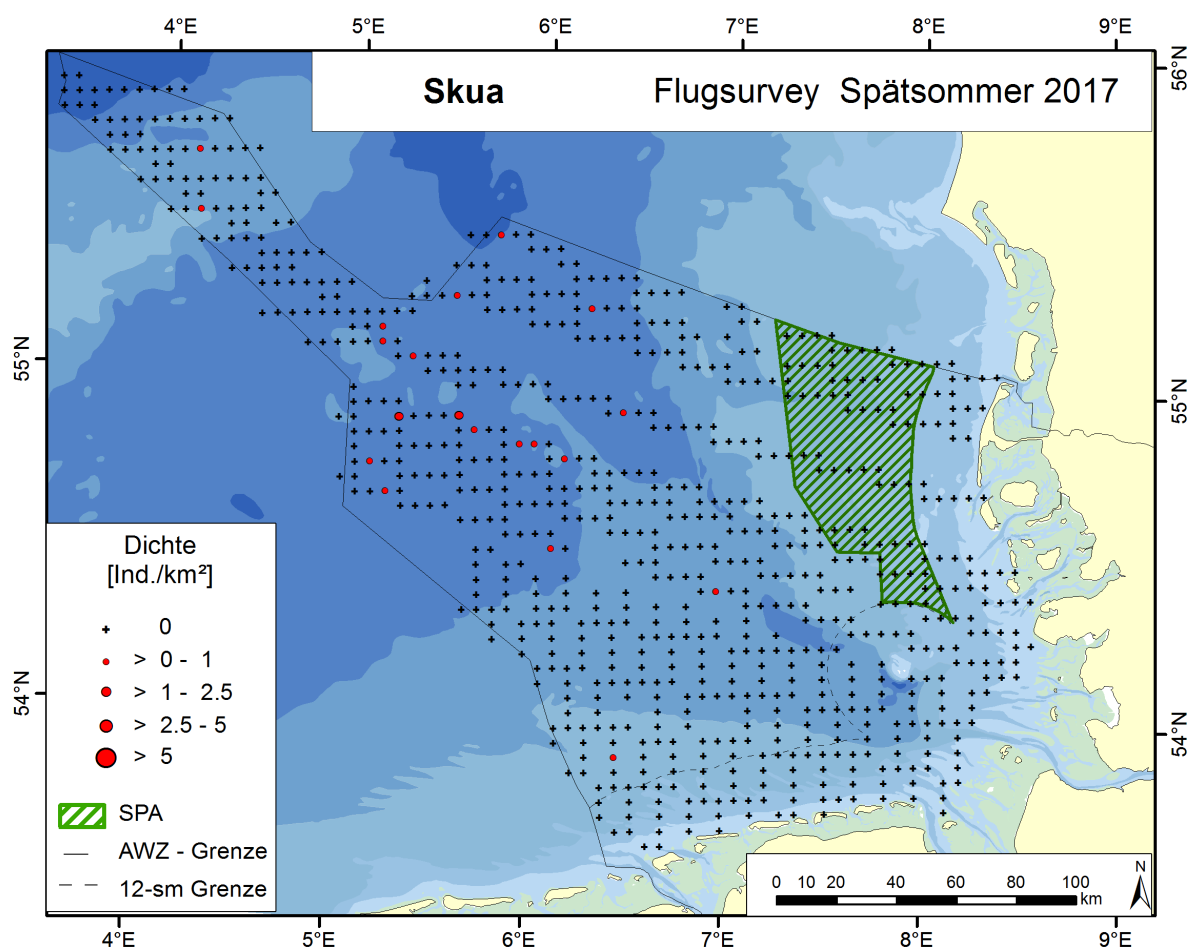 4°E 5°E 6°E 7°E 8°E 9°E
Skua Flugsurvey Spätsommer 2017
56°N
55°N
55°N
54°N
54°N
Dichte
[Ind./km²]
0
> 0 - 1
> 1 - 2.5
> 2.5 - 5
> 5
SPA
AWZ - Grenze
12-sm Grenze
N
0 10 20 40 60 80 100
km
4°E 5°E 6°E 7°E 8°E 9°E